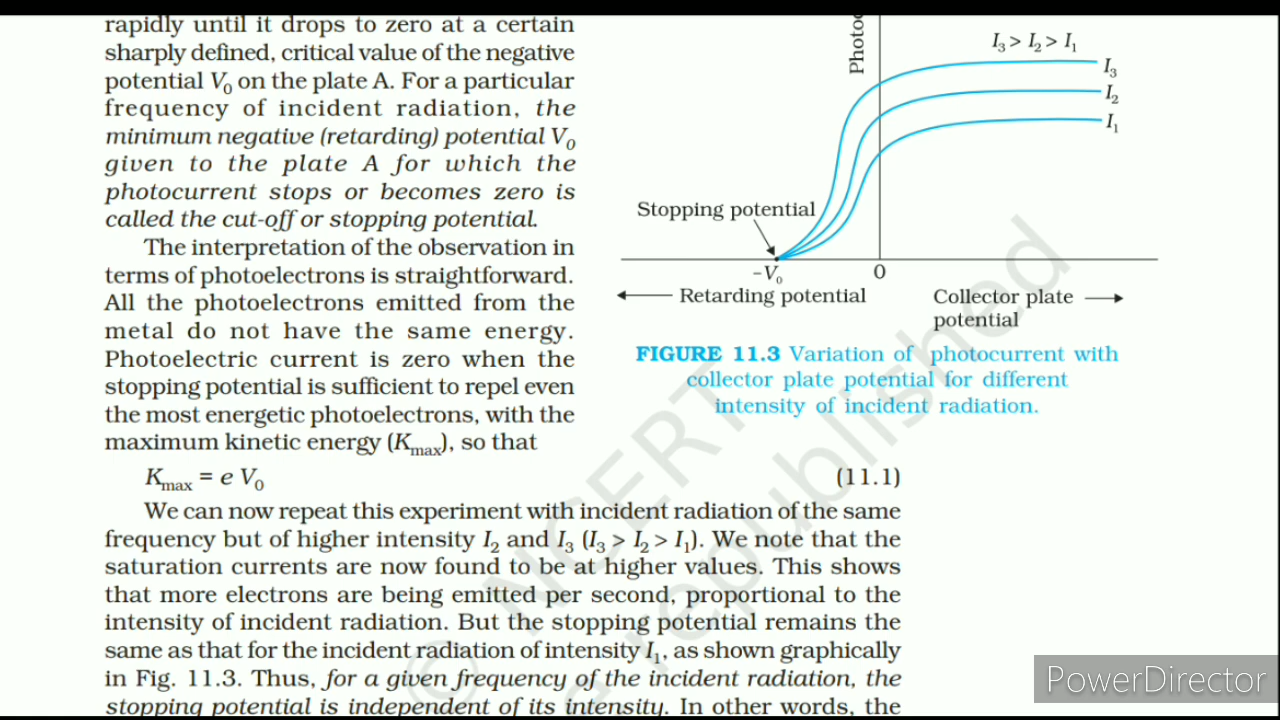 rapidly until it drops to zero at a certain
sharply defined, critical value of the negative
potential V₀ on the plate A. For a particular
frequency of incident radiation, the
minimum negative (retarding) potential V₀
given to the plate A for which the
photocurrent stops or becomes zero is
called the cut-off or stopping potential.
The interpretation of the observation in
terms of photoelectrons is straightforward.
All the photoelectrons emitted from the
metal do not have the same energy.
Photoelectric current is zero when the
stopping potential is sufficient to repel even
the most energetic photoelectrons, with the
maximum kinetic energy (Kmax), so that
Kmax = e V₀ (11.1)
We can now repeat this experiment with incident radiation of the same
frequency but of higher intensity I₂ and I₃ (I₃ > I₂ > I₁). We note that the
saturation currents are now found to be at higher values. This shows
that more electrons are being emitted per second, proportional to the
intensity of incident radiation. But the stopping potential remains the
same as that for the incident radiation of intensity I₁, as shown graphically
in Fig. 11.3. Thus, for a given frequency of the incident radiation, the
stopping potential is independent of its intensity. In other words, the
I₃ > I₂ > I₁
I₃
I₂
I₁
Stopping potential
–V₀
0
Retarding potential
Collector plate
potential
FIGURE 11.3 Variation of photocurrent with
collector plate potential for different
intensity of incident radiation.
© NCERT
republished
PowerDirector